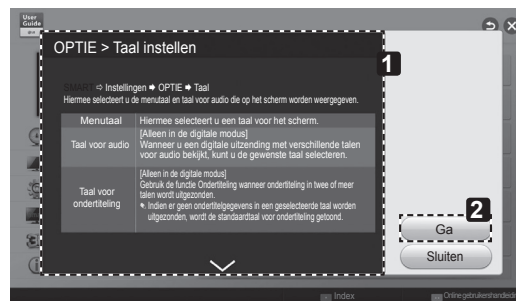 User
Guide
OPTIE > Taal instellen
1
SMART ⇨ Instellingen ➡ OPTIE ➡ Taal
Hiermee selecteert u de menutaal en taal voor audio die op het scherm worden weergegeven.
Menutaal
Hiermee selecteert u een taal voor het scherm.
Taal voor audio
[Alleen in de digitale modus]
Wanneer u een digitale uitzending met verschillende talen
voor audio bekijkt, kunt u de gewenste taal selecteren.
Taal voor
ondertiteling
[Alleen in de digitale modus]
Gebruik de functie Ondertiteling wanneer ondertiteling in twee of meer
talen wordt uitgezonden.
Indien er geen ondertitelgegevens in een geselecteerde taal worden
uitgezonden, wordt de standaardtaal voor ondertiteling getoond.
2
Ga
Sluiten
Index
Online gebruikershandleidi